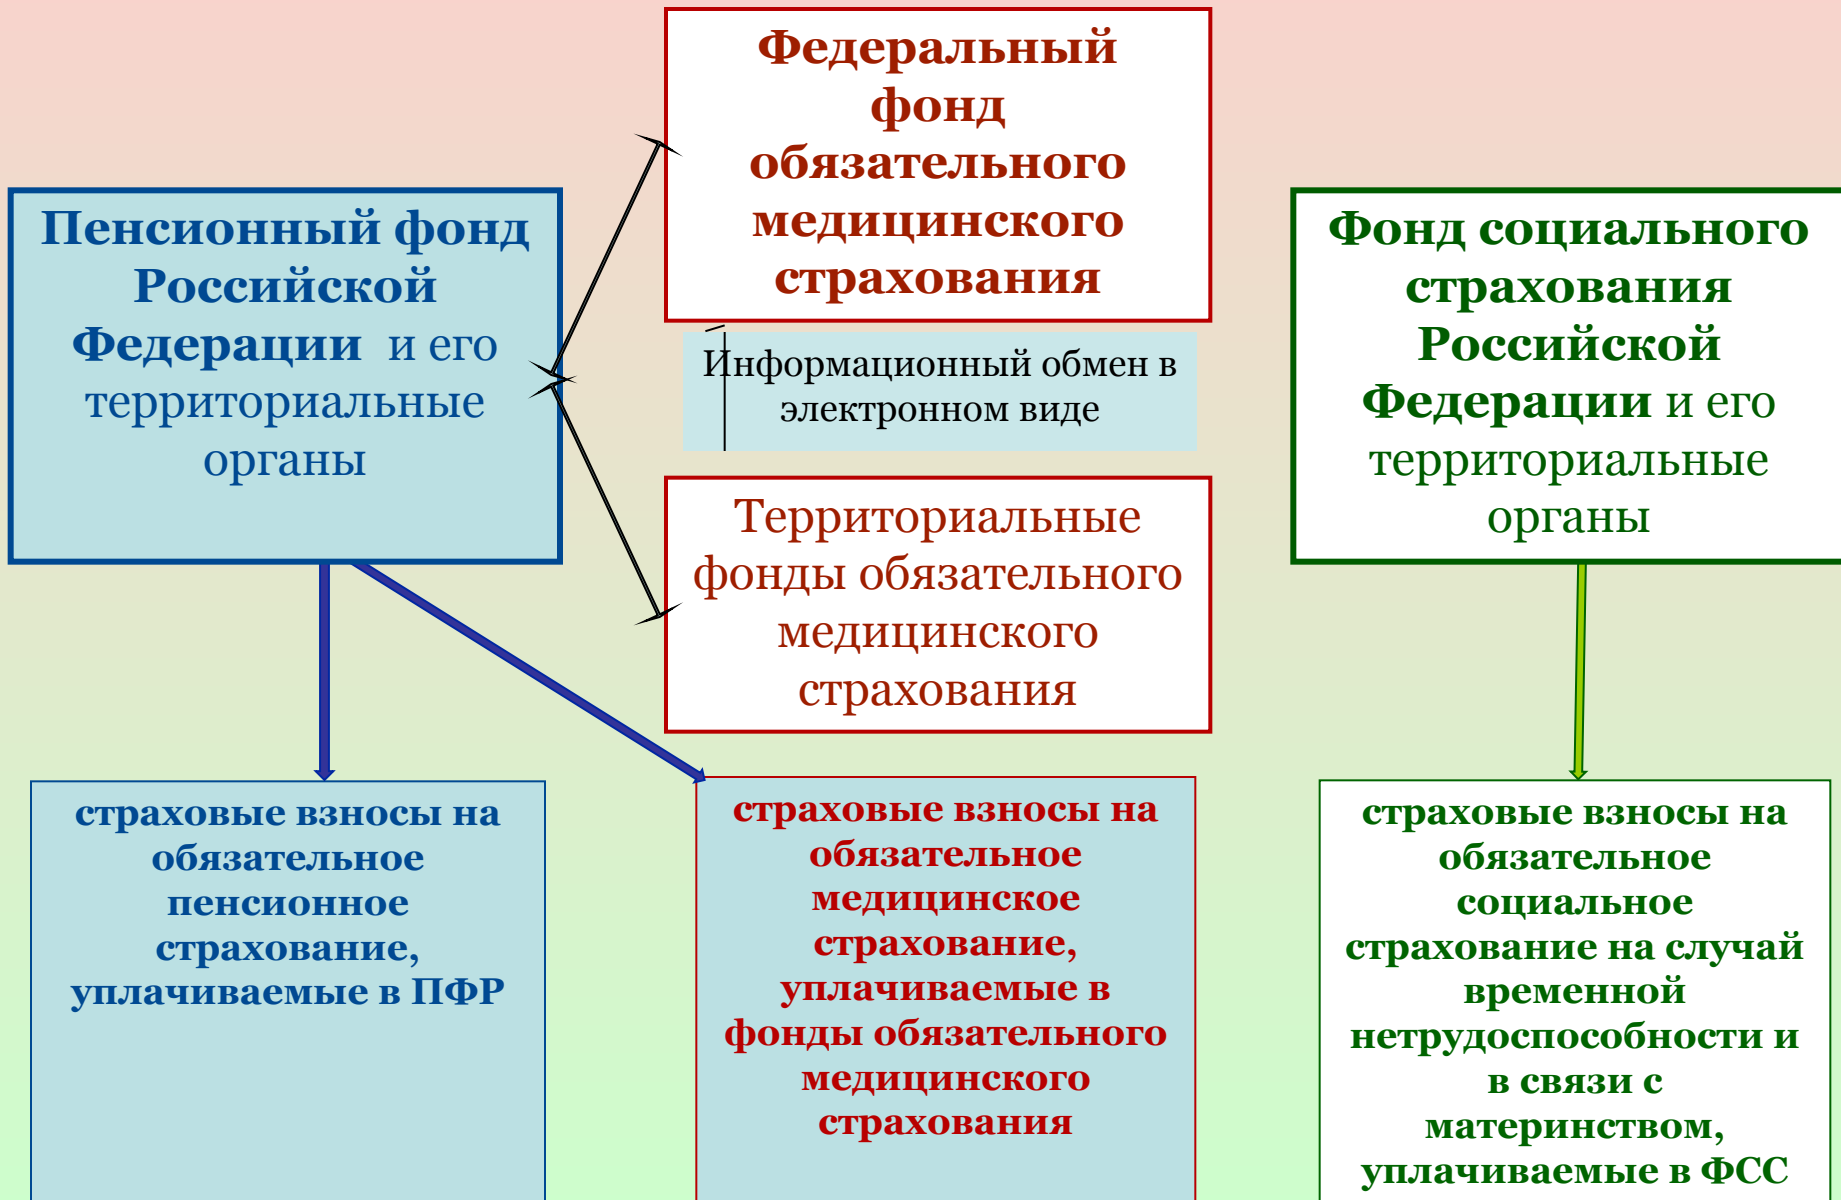 Федеральный
фонд
обязательного
медицинского
страхования
Пенсионный фонд
Российской
Федерации и его
территориальные
органы
Фонд социального
страхования
Российской
Федерации и его
территориальные
органы
Информационный обмен в
электронном виде
Территориальные
фонды обязательного
медицинского
страхования
страховые взносы на
обязательное
пенсионное
страхование,
уплачиваемые в ПФР
страховые взносы на
обязательное
медицинское
страхование,
уплачиваемые в
фонды обязательного
медицинского
страхования
страховые взносы на
обязательное
социальное
страхование на случай
временной
нетрудоспособности и
в связи с
материнством,
уплачиваемые в ФСС